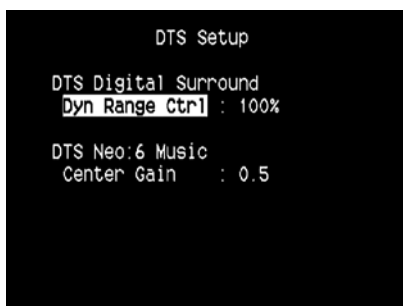 DTS Setup
DTS Digital Surround
Dyn Range Ctrl : 100%
DTS Neo:6 Music
Center Gain : 0.5